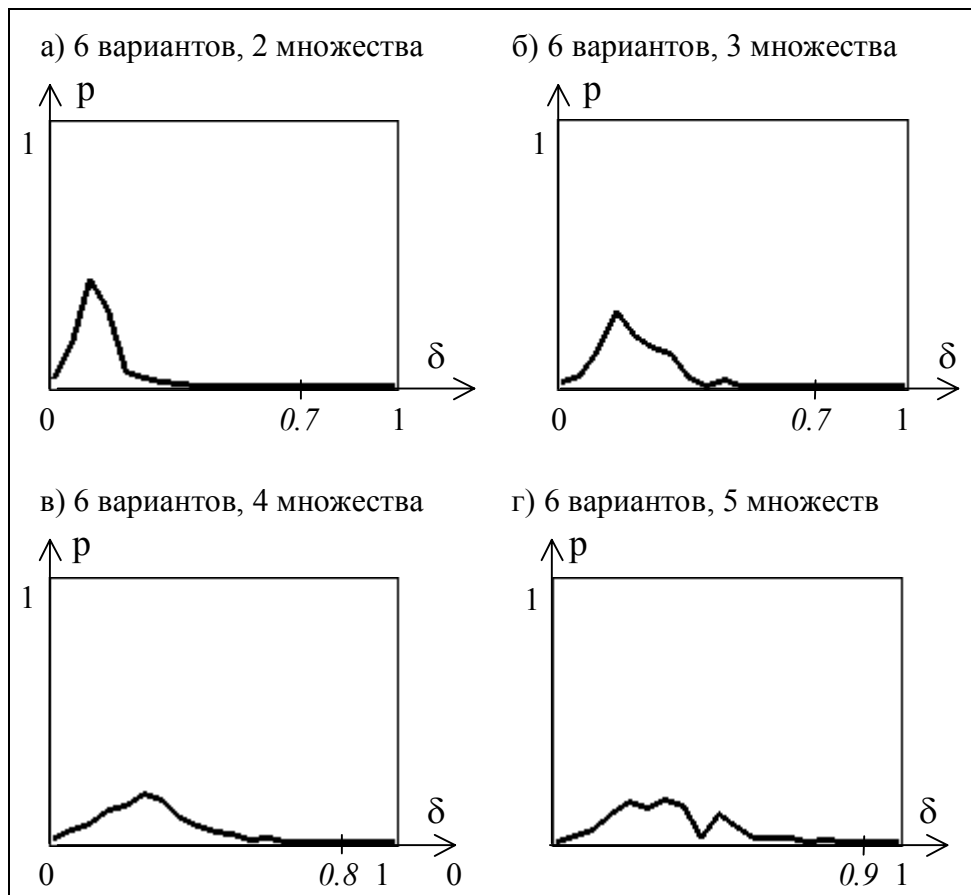 а) 6 вариантов, 2 множества
р
1
δ
0 0.7 1
б) 6 вариантов, 3 множества
р
1
δ
0 0.7 1
в) 6 вариантов, 4 множества
р
1
δ
0 0.8 1 0
г) 6 вариантов, 5 множеств
р
1
δ
0.9 1